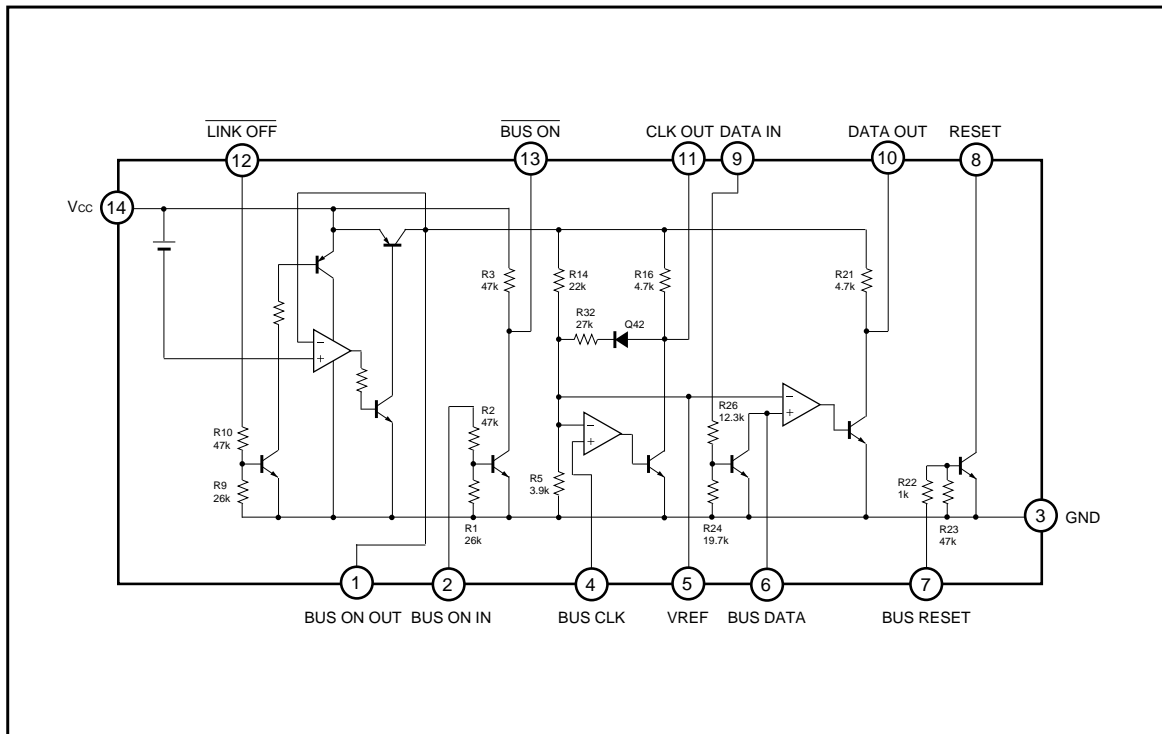 LINK OFF
BUS ON
CLK OUT DATA IN
DATA OUT
RESET
12
13
11
9
10
8
Vcc
14
R3
47k
R14
22k
R16
4.7k
R21
4.7k
R32
27k
Q42
−
+
R10
47k
R9
26k
R2
47k
R1
26k
−
+
R5
3.9k
R26
12.3k
R24
19.7k
−
+
R22
1k
R23
47k
3
GND
1
2
4
5
6
7
BUS ON OUT
BUS ON IN
BUS CLK
VREF
BUS DATA
BUS RESET